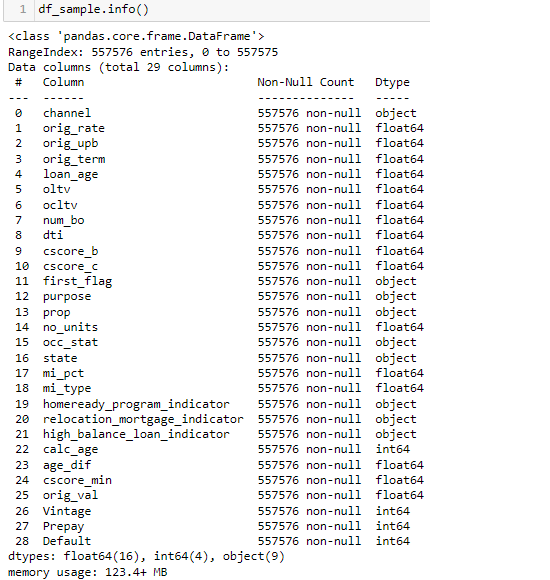 1 df_sample.info()
<class 'pandas.core.frame.DataFrame'>
RangeIndex: 557576 entries, 0 to 557575
Data columns (total 29 columns):
 #   Column                         Non-Null Count   Dtype
---  ------                         --------------   -----
 0   channel                        557576 non-null  object
 1   orig_rate                      557576 non-null  float64
 2   orig_upb                       557576 non-null  float64
 3   orig_term                      557576 non-null  float64
 4   loan_age                       557576 non-null  float64
 5   oltv                           557576 non-null  float64
 6   ocltv                          557576 non-null  float64
 7   num_bo                         557576 non-null  float64
 8   dti                            557576 non-null  float64
 9   cscore_b                       557576 non-null  float64
 10  cscore_c                       557576 non-null  float64
 11  first_flag                     557576 non-null  object
 12  purpose                        557576 non-null  object
 13  prop                           557576 non-null  object
 14  no_units                       557576 non-null  float64
 15  occ_stat                       557576 non-null  object
 16  state                          557576 non-null  object
 17  mi_pct                         557576 non-null  float64
 18  mi_type                        557576 non-null  float64
 19  homeready_program_indicator    557576 non-null  object
 20  relocation_mortgage_indicator  557576 non-null  object
 21  high_balance_loan_indicator    557576 non-null  object
 22  calc_age                       557576 non-null  int64
 23  age_dif                        557576 non-null  float64
 24  cscore_min                     557576 non-null  float64
 25  orig_val                       557576 non-null  float64
 26  Vintage                        557576 non-null  int64
 27  Prepay                         557576 non-null  int64
 28  Default                        557576 non-null  int64
dtypes: float64(16), int64(4), object(9)
memory usage: 123.4+ MB